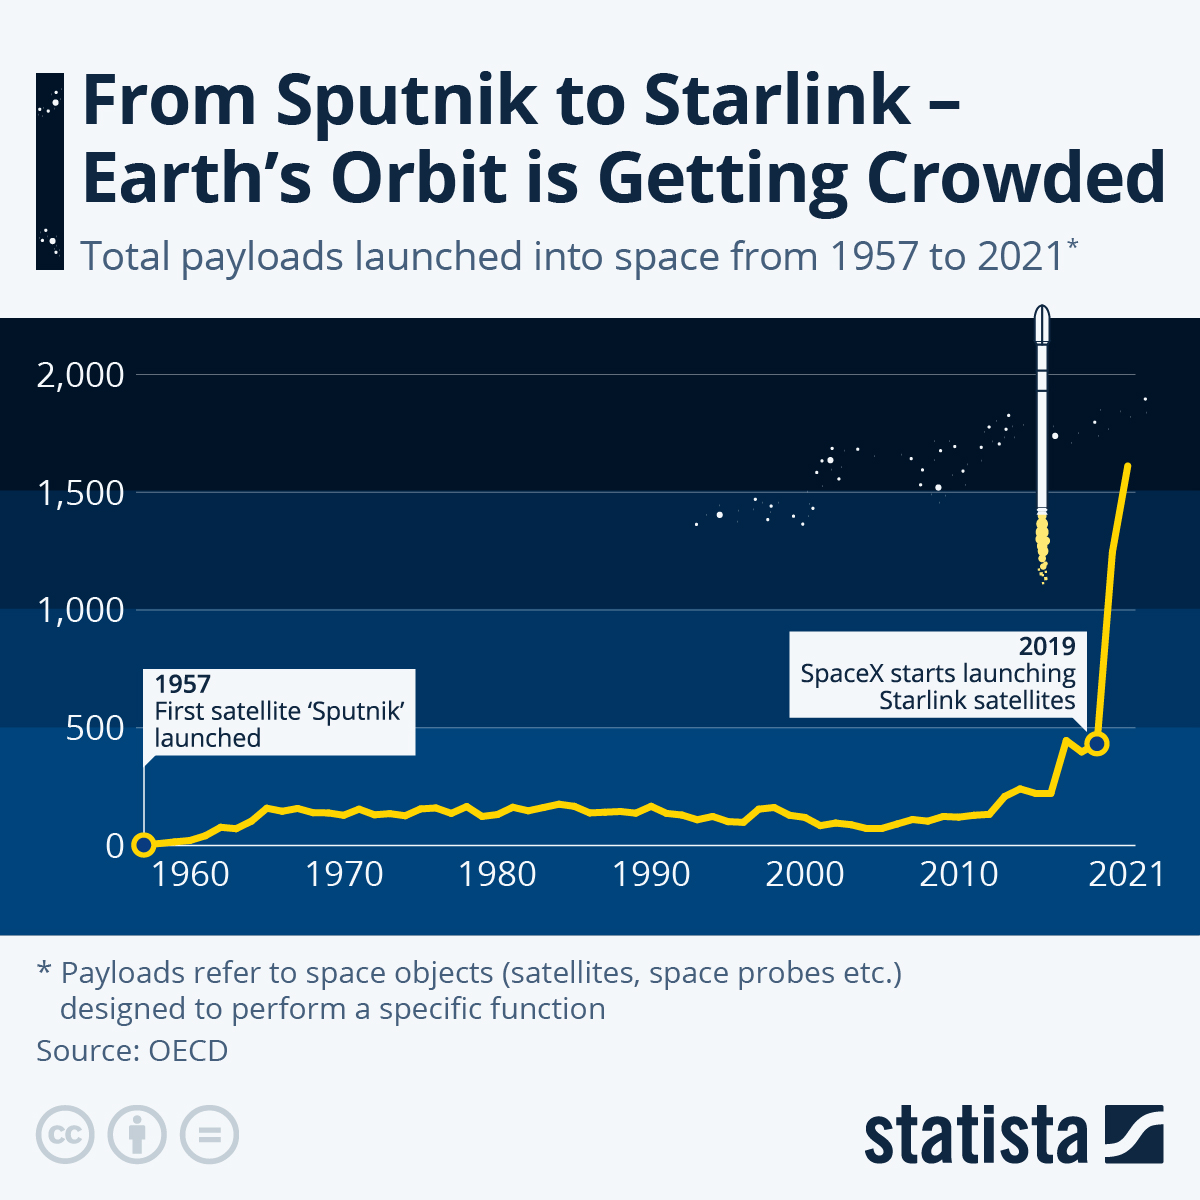 From Sputnik to Starlink –
Earth’s Orbit is Getting Crowded
Total payloads launched into space from 1957 to 2021*
2,000
1,500
1,000
500
0
1957
First satellite ‘Sputnik’
launched
2019
SpaceX starts launching
Starlink satellites
1960 1970 1980 1990 2000 2010 2021
* Payloads refer to space objects (satellites, space probes etc.)
designed to perform a specific function
Source: OECD
cc
statista